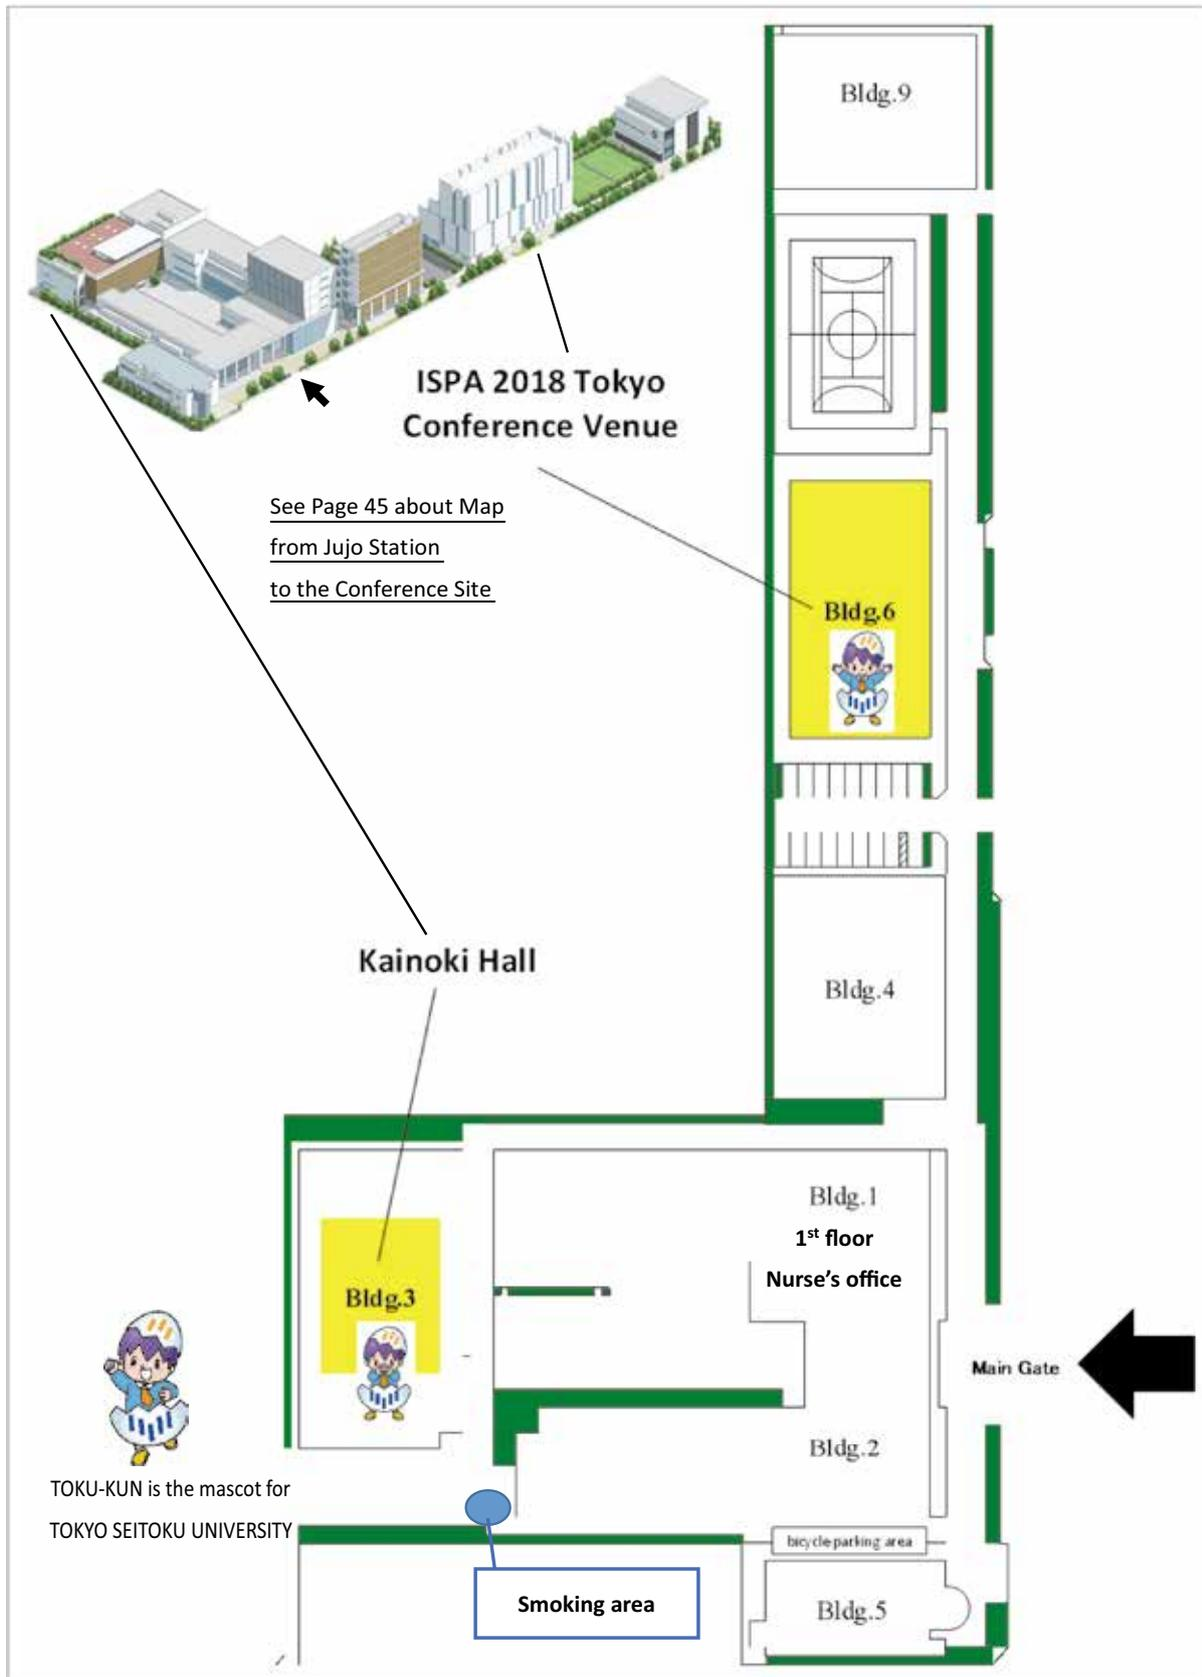 Bldg.9
ISPA 2018 Tokyo
Conference Venue
See Page 45 about Map
from Jujo Station
to the Conference Site
Bldg.6
Kainoki Hall
Bldg.4
Bldg.1
1st floor
Nurse’s office
Bldg.3
Main Gate
Bldg.2
TOKU-KUN is the mascot for
TOKYO SEITOKU UNIVERSITY
bicycle parking area
Smoking area
Bldg.5